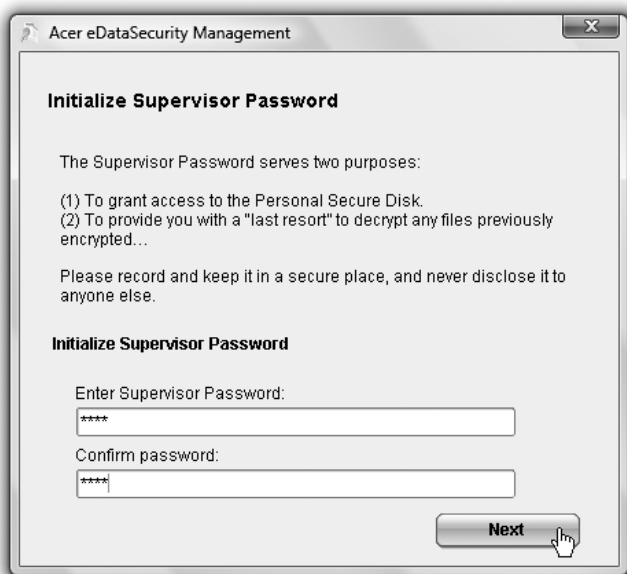 Acer eDataSecurity Management
Initialize Supervisor Password
The Supervisor Password serves two purposes:
(1) To grant access to the Personal Secure Disk.
(2) To provide you with a "last resort" to decrypt any files previously
encrypted...
Please record and keep it in a secure place, and never disclose it to
anyone else.
Initialize Supervisor Password
Enter Supervisor Password:
****
Confirm password:
****
Next